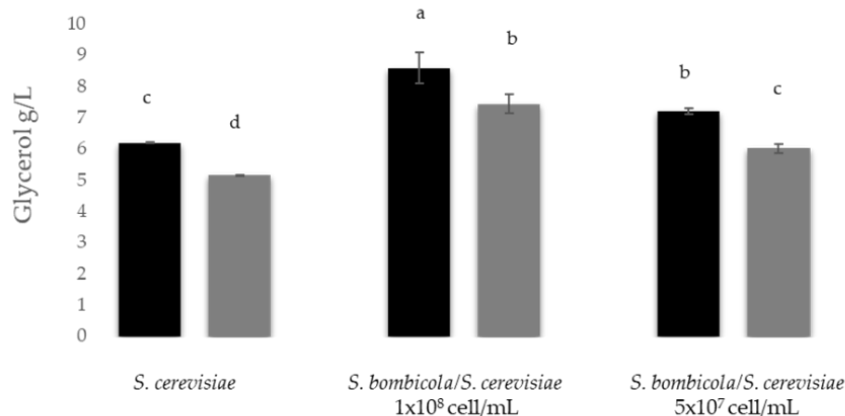 Glycerol g/L
10
9
8
7
6
5
4
3
2
1
0
c
d
a
b
b
c
S. cerevisiae
S. bombicola/S. cerevisiae
1x10⁸ cell/mL
S. bombicola/S. cerevisiae
5x10⁷ cell/mL